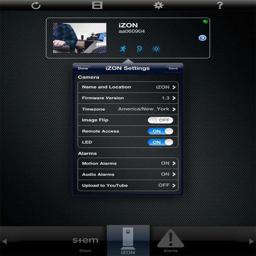 iZON
aa060904
Done iZON Settings Save
Camera
Name and Location iZON
Firmware Version 1.3
Timezone America/New_York
Image Flip OFF
Remote Access ON
LED ON
Alarms
Motion Alarms ON
Audio Alarms ON
Upload to YouTube OFF
stem
Stem
iZON
Alarms